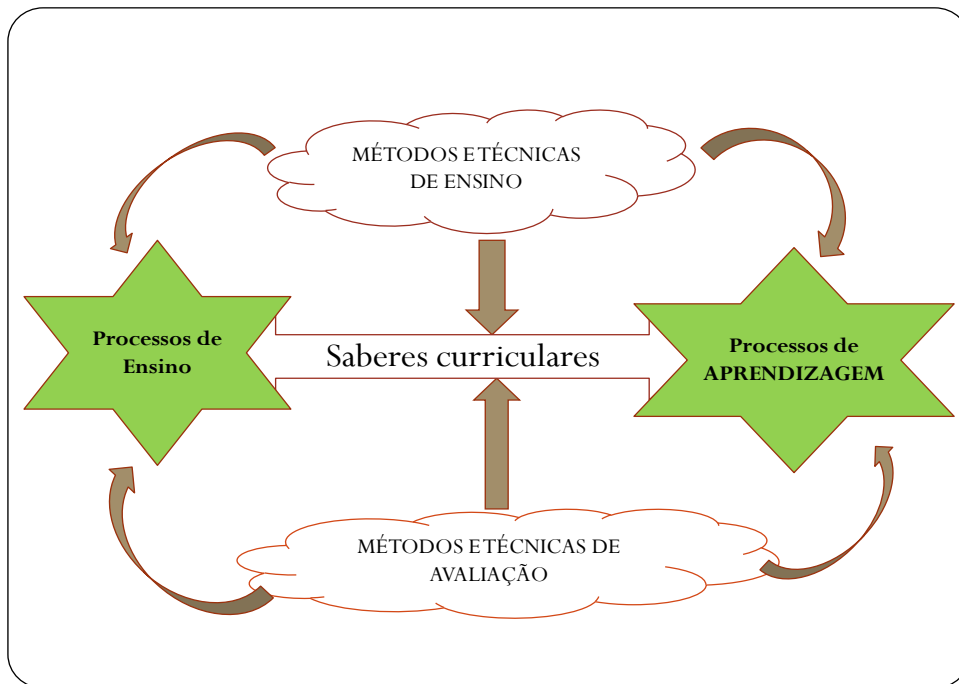 MÉTODOS E TÉCNICAS
DE ENSINO
Processos de
Ensino
Saberes curriculares
Processos de
APRENDIZAGEM
MÉTODOS E TÉCNICAS DE
AVALIAÇÃO